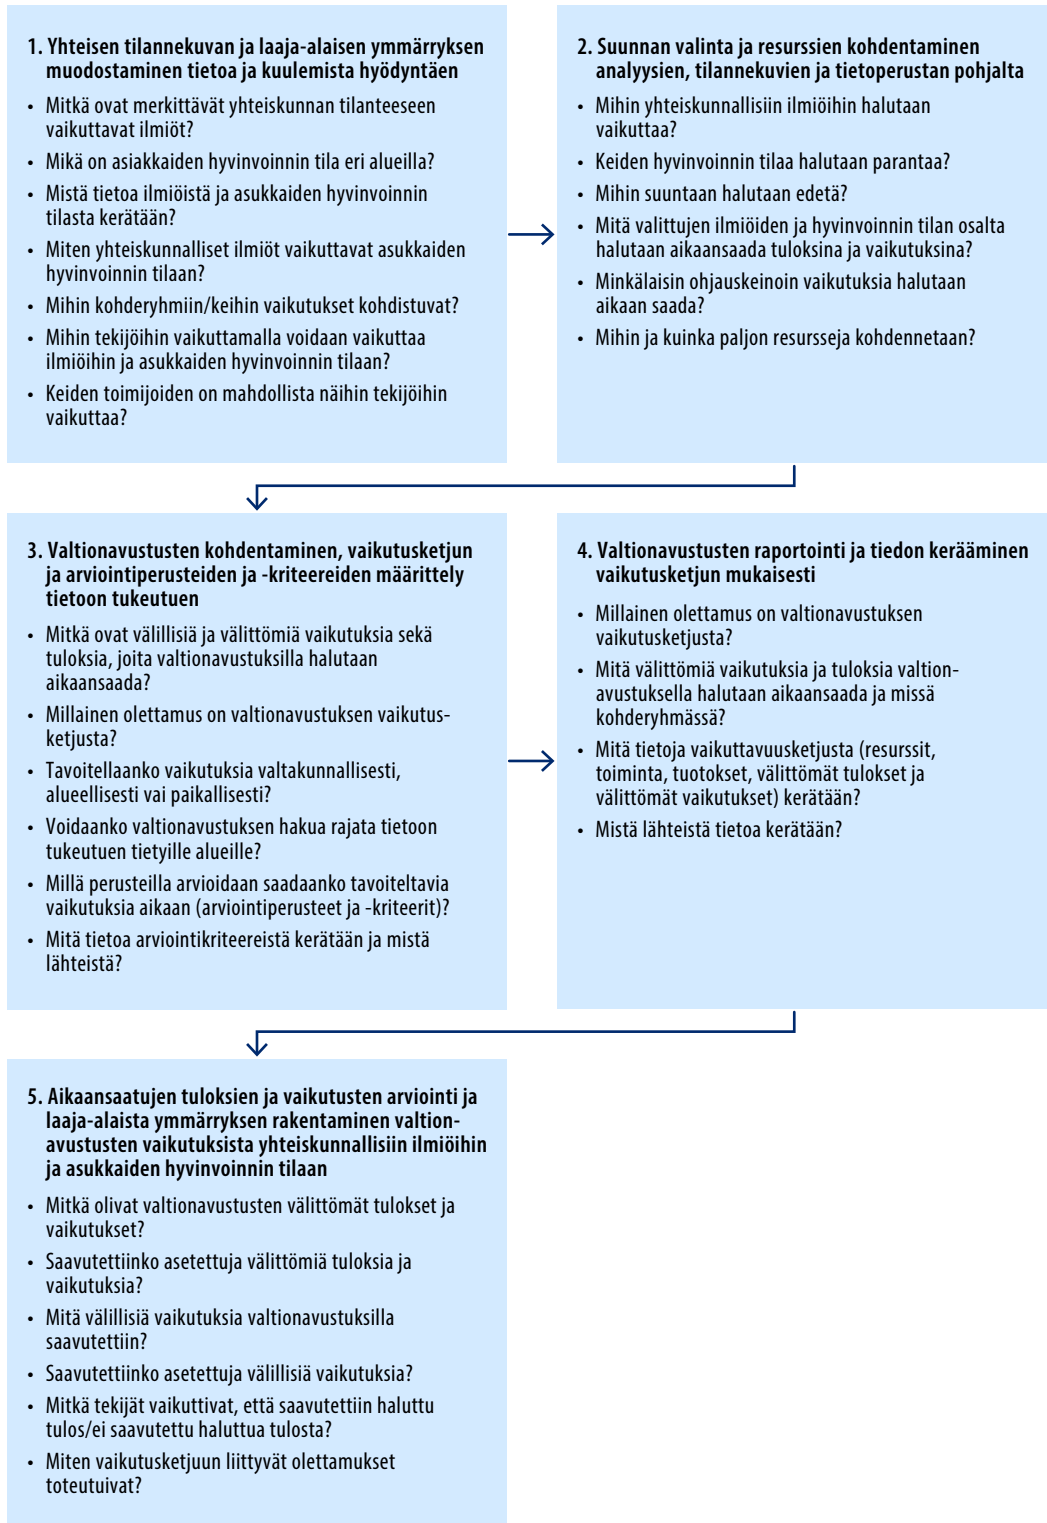 1. Yhteisen tilannekuvan ja laaja-alaisen ymmärryksen
muodostaminen tietoa ja kuulemista hyödyntäen
• Mitkä ovat merkittävät yhteiskunnan tilanteeseen
vaikuttavat ilmiöt?
• Mikä on asiakkaiden hyvinvoinnin tila eri alueilla?
• Mistä tietoa ilmiöistä ja asukkaiden hyvinvoinnin
tilasta kerätään?
• Miten yhteiskunnalliset ilmiöt vaikuttavat asukkaiden
hyvinvoinnin tilaan?
• Mihin kohderyhmiin/keihin vaikutukset kohdistuvat?
• Mihin tekijöihin vaikuttamalla voidaan vaikuttaa
ilmiöihin ja asukkaiden hyvinvoinnin tilaan?
• Keiden toimijoiden on mahdollista näihin tekijöihin
vaikuttaa?
2. Suunnan valinta ja resurssien kohdentaminen
analyysien, tilannekuvien ja tietoperustan pohjalta
• Mihin yhteiskunnallisiin ilmiöihin halutaan
vaikuttaa?
• Keiden hyvinvoinnin tilaa halutaan parantaa?
• Mihin suuntaan halutaan edetä?
• Mitä valittujen ilmiöiden ja hyvinvoinnin tilan osalta
halutaan aikaansaada tuloksina ja vaikutuksina?
• Minkälaisin ohjauskeinoin vaikutuksia halutaan
aikaan saada?
• Mihin ja kuinka paljon resursseja kohdennetaan?
3. Valtionavustusten kohdentaminen, vaikutusketjun
ja arviointiperusteiden ja -kriteereiden määrittely
tietoon tukeutuen
• Mitkä ovat välillisiä ja välittömiä vaikutuksia sekä
tuloksia, joita valtionavustuksilla halutaan
aikaansaada?
• Millainen olettamus on valtionavustuksen vaikutus-
ketjusta?
• Tavoitellaanko vaikutuksia valtakunnallisesti,
alueellisesti vai paikallisesti?
• Voidaanko valtionavustuksen hakua rajata tietoon
tukeutuen tietyille alueille?
• Millä perusteilla arvioidaan saadaanko tavoiteltavia
vaikutuksia aikaan (arviointiperusteet ja -kriteerit)?
• Mitä tietoa arviointikriteereistä kerätään ja mistä
lähteistä?
4. Valtionavustusten raportointi ja tiedon kerääminen
vaikutusketjun mukaisesti
• Millainen olettamus on valtionavustuksen
vaikutusketjusta?
• Mitä välittömiä vaikutuksia ja tuloksia valtion-
avustuksella halutaan aikaansaada ja missä
kohderyhmässä?
• Mitä tietoja vaikuttavuusketjusta (resurssit,
toiminta, tuotokset, välittömät tulokset ja
välittömät vaikutukset) kerätään?
• Mistä lähteistä tietoa kerätään?
5. Aikaansaatujen tuloksien ja vaikutusten arviointi ja
laaja-alaista ymmärryksen rakentaminen valtion-
avustusten vaikutuksista yhteiskunnallisiin ilmiöihin
ja asukkaiden hyvinvoinnin tilaan
• Mitkä olivat valtionavustusten välittömät tulokset ja
vaikutukset?
• Saavutettiinko asetettuja välittömiä tuloksia ja
vaikutuksia?
• Mitä välillisiä vaikutuksia valtionavustuksilla
saavutettiin?
• Saavutettiinko asetettuja välillisiä vaikutuksia?
• Mitkä tekijät vaikuttivat, että saavutettiin haluttu
tulos/ei saavutettu haluttua tulosta?
• Miten vaikutusketjuun liittyvät olettamukset
toteutuivat?